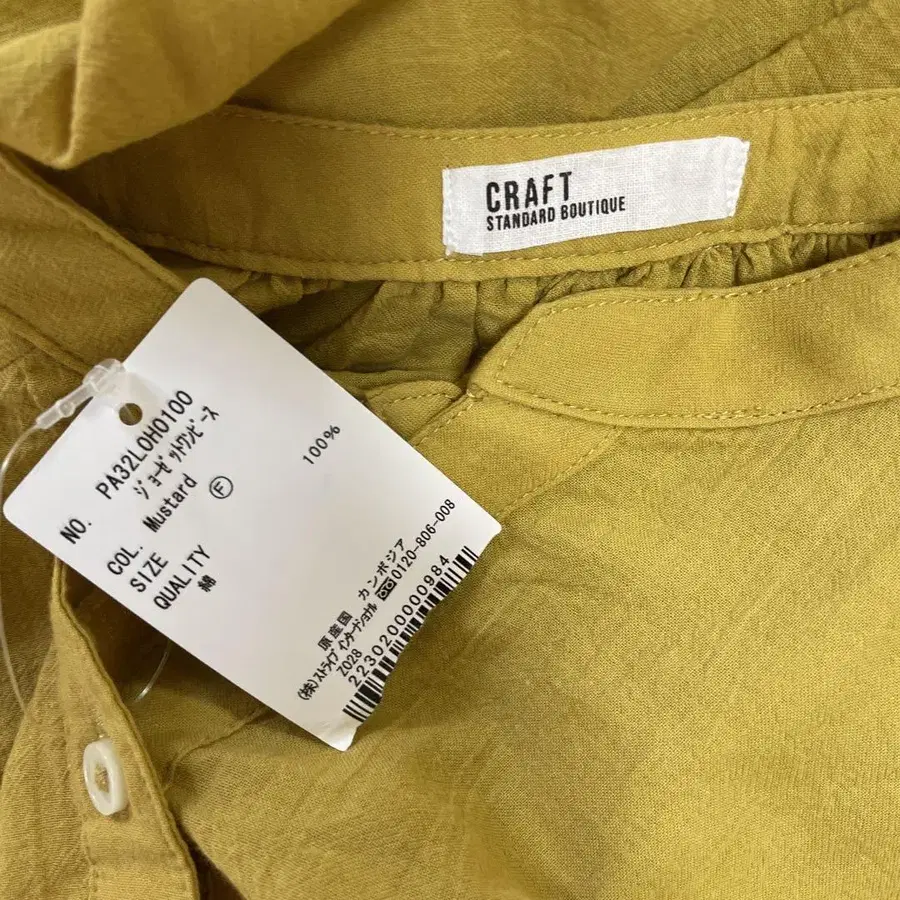 CRAFT
STANDARD BOUTIQUE
NO. PA32L0H0100
ｼﾞｮｰｾﾞｯﾄﾜﾝﾋﾟｰｽ
COL. Mustard
SIZE Ⓕ
QUALITY
綿 100%
原産国 カンボジア
(株)ｽﾄﾗｲﾌﾟ ｲﾝﾀｰﾅｼｮﾅﾙ 0120-806-008
Z028
2230200000984